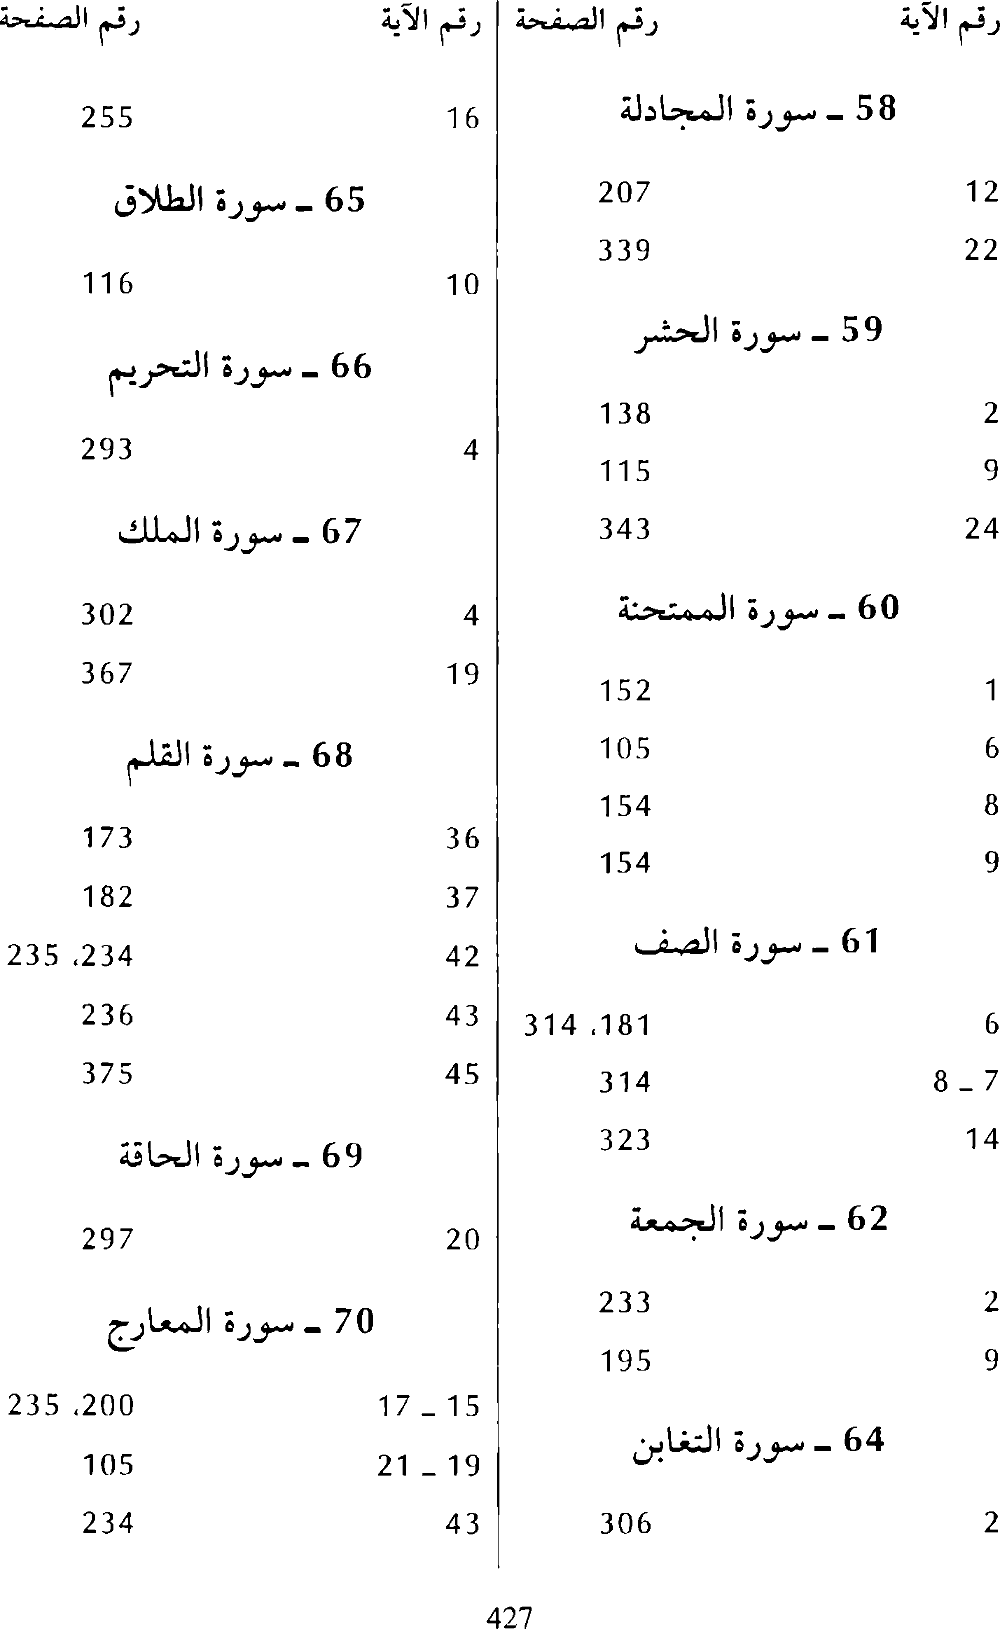 رقم الآية رقم الصفحة
58 ـ سورة المجادلة
12 207
22 339
59 ـ سورة الحشر
2 138
9 115
24 343
60 ـ سورة الممتحنة
1 152
6 105
8 154
9 154
61 ـ سورة الصف
6 181، 314
7 ـ 8 314
14 323
62 ـ سورة الجمعة
2 233
9 195
64 ـ سورة التغابن
2 306
رقم الآية رقم الصفحة
16 255
65 ـ سورة الطلاق
10 116
66 ـ سورة التحريم
4 293
67 ـ سورة الملك
4 302
19 367
68 ـ سورة القلم
36 173
37 182
42 234، 235
43 236
45 375
69 ـ سورة الحاقة
20 297
70 ـ سورة المعارج
15 ـ 17 200، 235
19 ـ 21 105
43 234
427